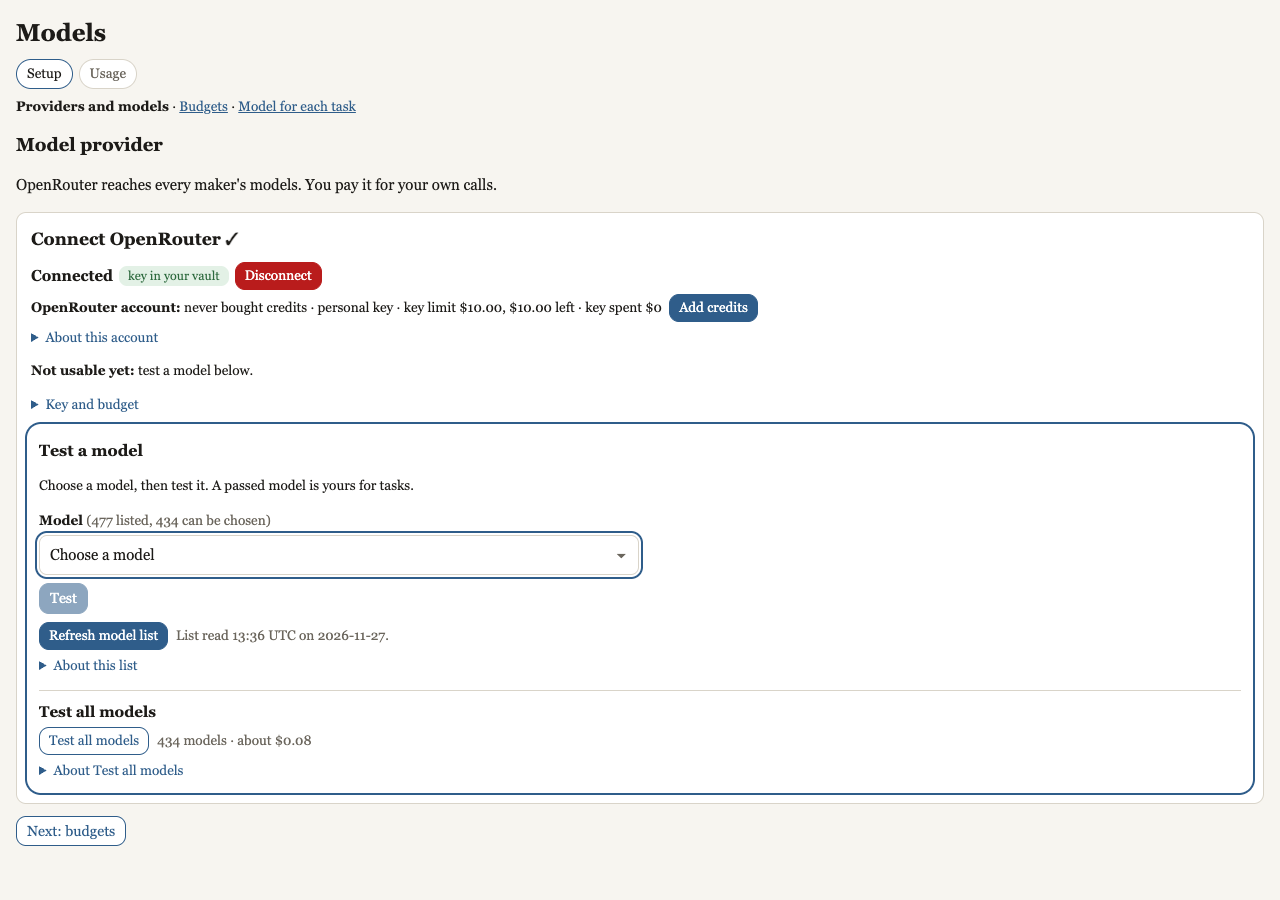 Models
Setup Usage
Providers and models · Budgets · Model for each task
Model provider
OpenRouter reaches every maker's models. You pay it for your own calls.
Connect OpenRouter ✓
Connected key in your vault Disconnect
OpenRouter account: never bought credits · personal key · key limit $10.00, $10.00 left · key spent $0 Add credits
▶ About this account
Not usable yet: test a model below.
▶ Key and budget
Test a model
Choose a model, then test it. A passed model is yours for tasks.
Model (477 listed, 434 can be chosen)
Choose a model
Test
Refresh model list List read 13:36 UTC on 2026-11-27.
▶ About this list
Test all models
Test all models 434 models · about $0.08
▶ About Test all models
Next: budgets